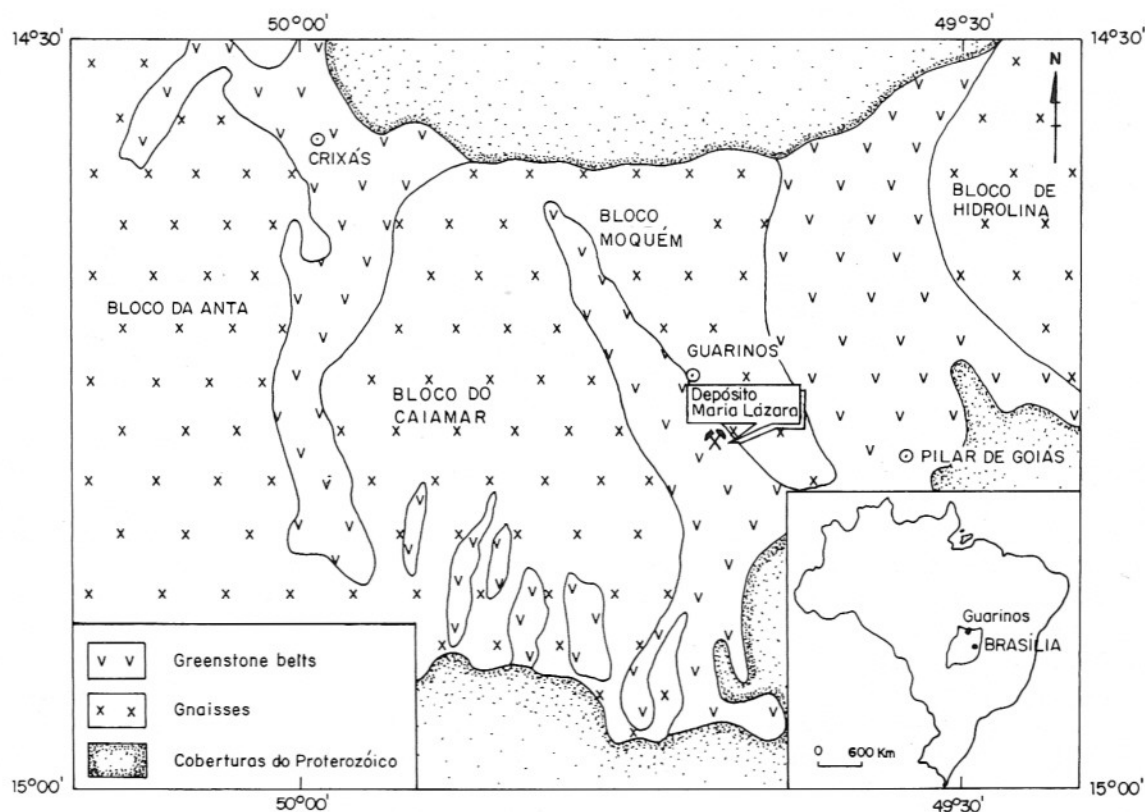 50°00'
49°30'
14°30'
14°30'
N
CRIXÁS
BLOCO DE
HIDROLINA
BLOCO
MOQUÉM
BLOCO DA ANTA
GUARINOS
Depósito
Maria Lázara
BLOCO DO
CAIAMAR
PILAR DE GOIÁS
Guarinos
BRASÍLIA
v v Greenstone belts
x x Gnaisses
Coberturas do Proterozóico
0 600 Km
15°00'
15°00'
50°00'
49°30'